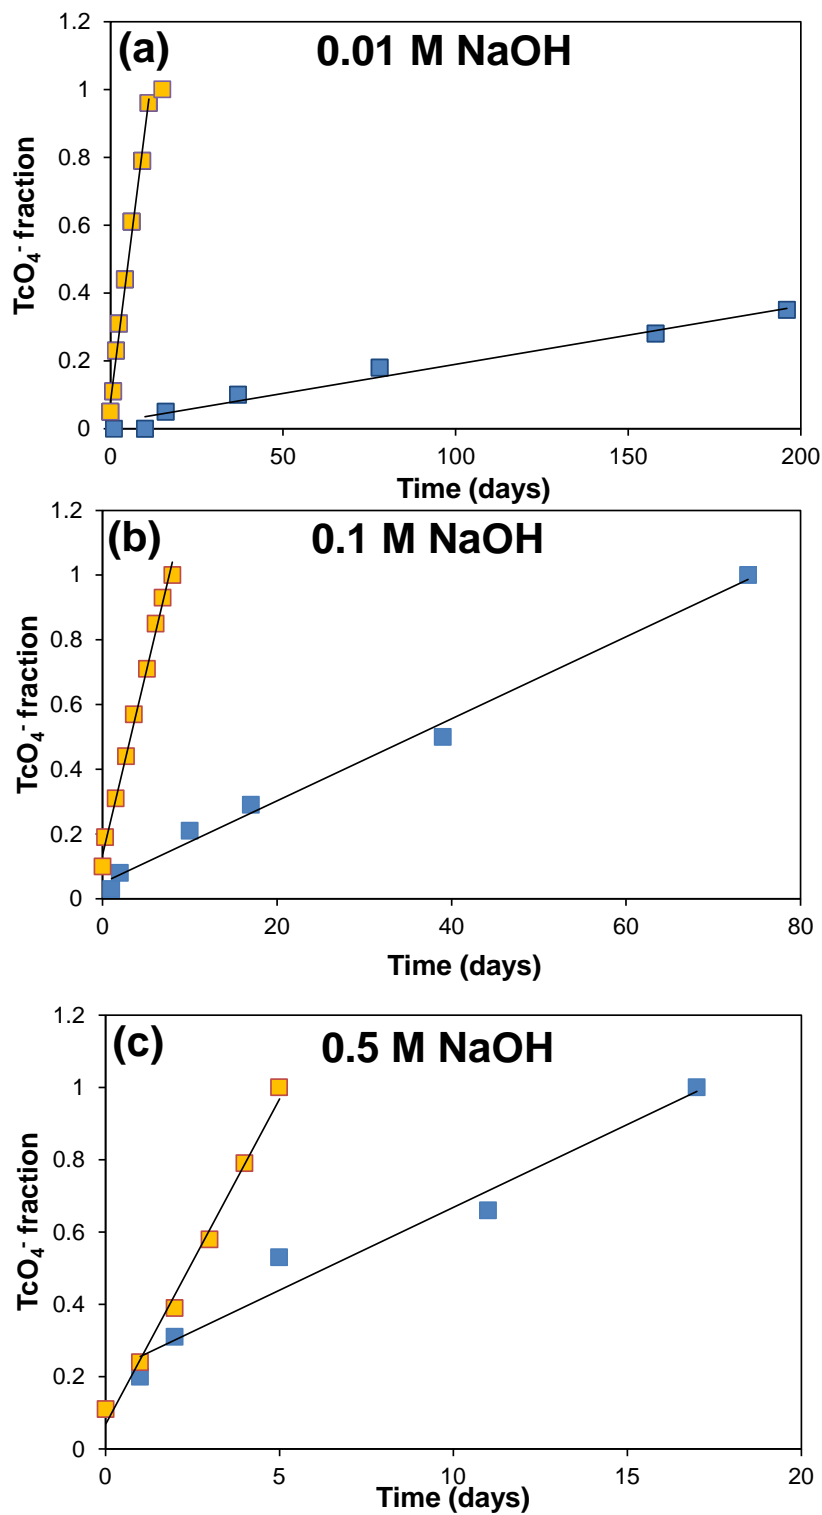 (a) 0.01 M NaOH
1.2
1
0.8
0.6
0.4
0.2
0
TcO₄⁻ fraction
0 50 100 150 200
Time (days)
(b) 0.1 M NaOH
1.2
1
0.8
0.6
0.4
0.2
0
TcO₄⁻ fraction
0 20 40 60 80
Time (days)
(c) 0.5 M NaOH
1.2
1
0.8
0.6
0.4
0.2
0
TcO₄⁻ fraction
0 5 10 15 20
Time (days)